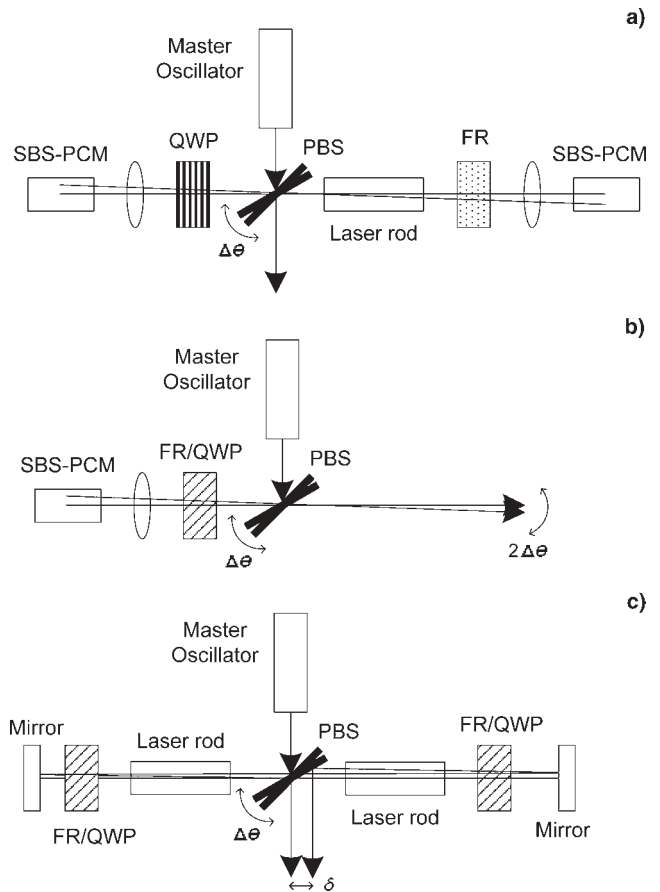 a)
Master
Oscillator
QWP
PBS
FR
SBS-PCM
SBS-PCM
Δθ
Laser rod
b)
Master
Oscillator
FR/QWP
SBS-PCM
PBS
Δθ
2Δθ
c)
Master
Oscillator
Mirror
Laser rod
PBS
FR/QWP
FR/QWP
Δθ
Laser rod
Mirror
δ